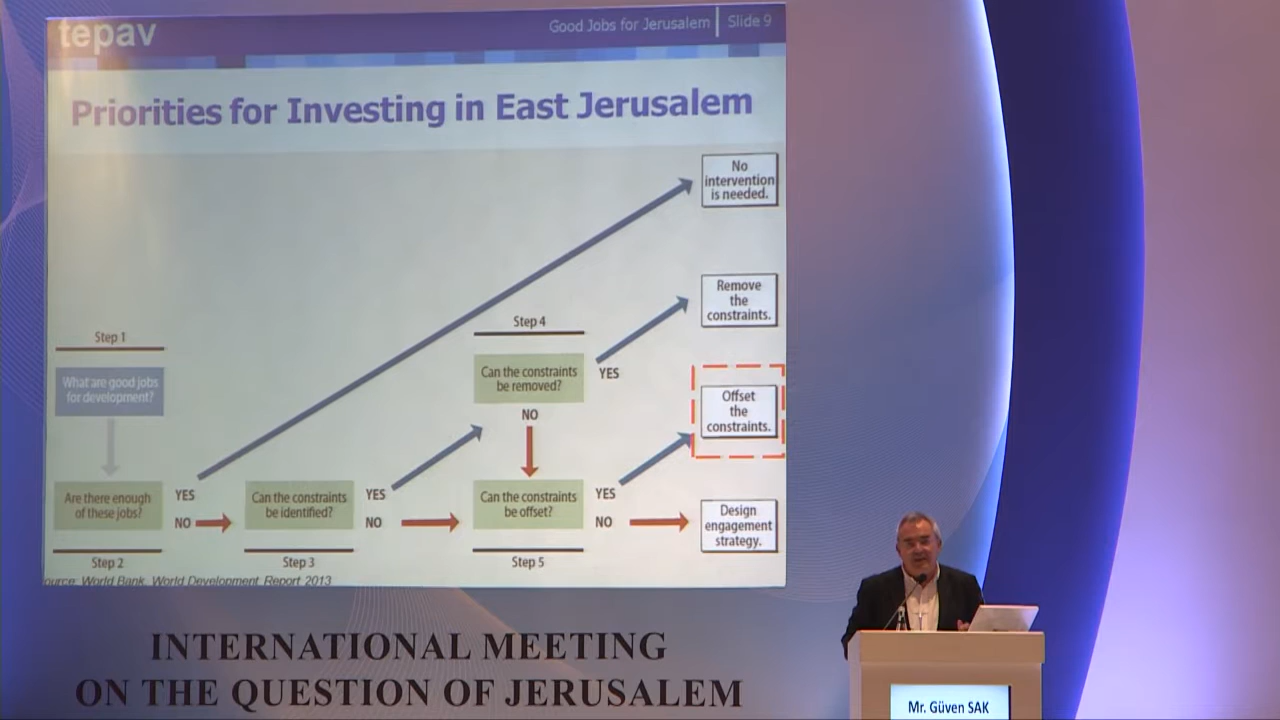 tepav
Good Jobs for Jerusalem
Slide 9
Priorities for Investing in East Jerusalem
No
intervention
is needed.
Remove
the
constraints.
Step 4
Step 1
Can the constraints
be removed?
YES
What are good jobs
for development?
Offset
the
constraints.
NO
Are there enough
of these jobs?
YES
NO
Can the constraints
be identified?
YES
NO
Can the constraints
be offset?
YES
NO
Design
engagement
strategy.
Step 2
Step 3
Step 5
World Bank, World Development Report 2013
INTERNATIONAL MEETING
ON THE QUESTION OF JERUSALEM
Mr. Güven SAK